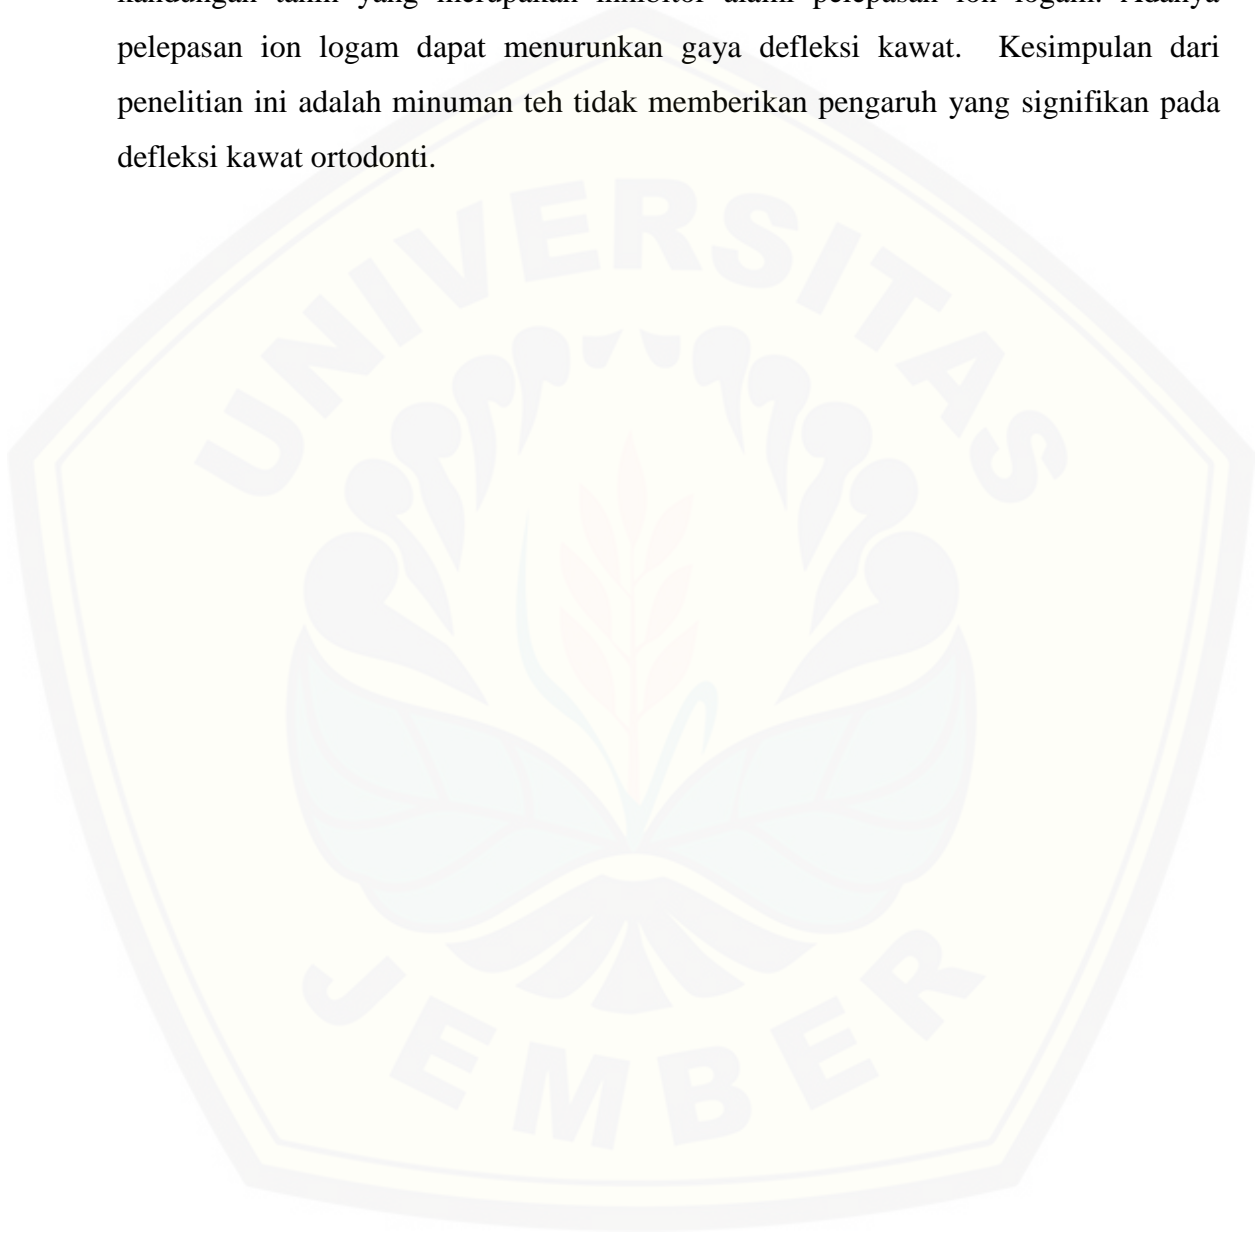 kandungan tanin yang merupakan inhibitor alami pelepasan ion logam. Adanya
pelepasan ion logam dapat menurunkan gaya defleksi kawat. Kesimpulan dari
penelitian ini adalah minuman teh tidak memberikan pengaruh yang signifikan pada
defleksi kawat ortodonti.
UNIVERSITAS
JEMBER